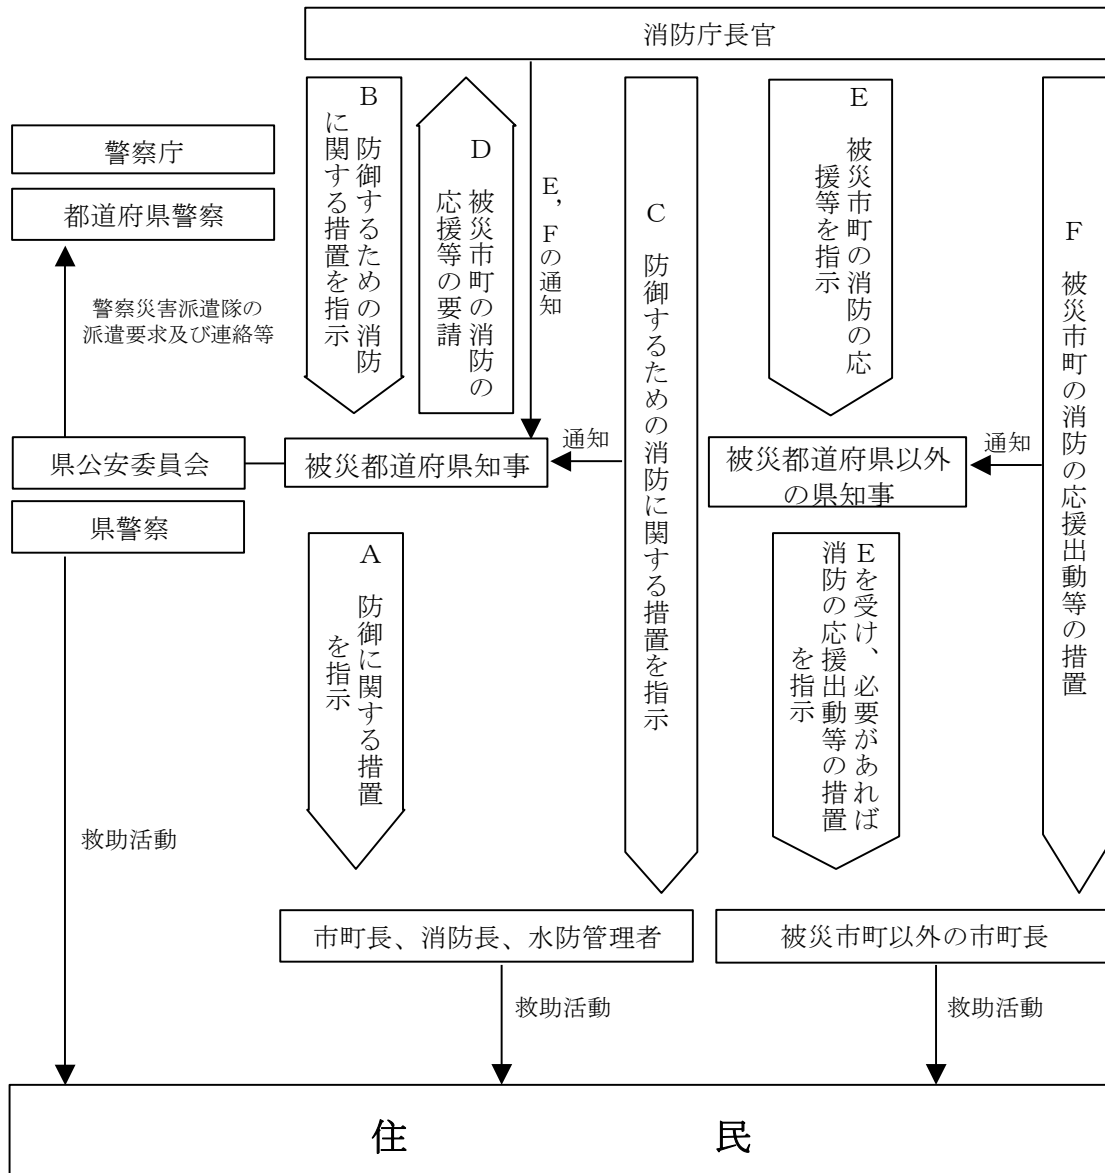 消防庁長官
警察庁
都道府県警察
警察災害派遣隊の
派遣要求及び連絡等
B 防御するための消防
に関する措置を指示
D 被災市町の消防の
応援等の要請
E，Fの通知
C 防御するための消防に関する措置を指示
E 被災市町の消防の応
援等を指示
F 被災市町の消防の応援出動等の措置
県公安委員会
被災都道府県知事
通知
被災都道府県以外
の県知事
通知
県警察
A 防御に関する措置
を指示
Eを受け、必要があれば
消防の応援出動等の措置
を指示
救助活動
市町長、消防長、水防管理者
被災市町以外の市町長
救助活動
救助活動
住 民